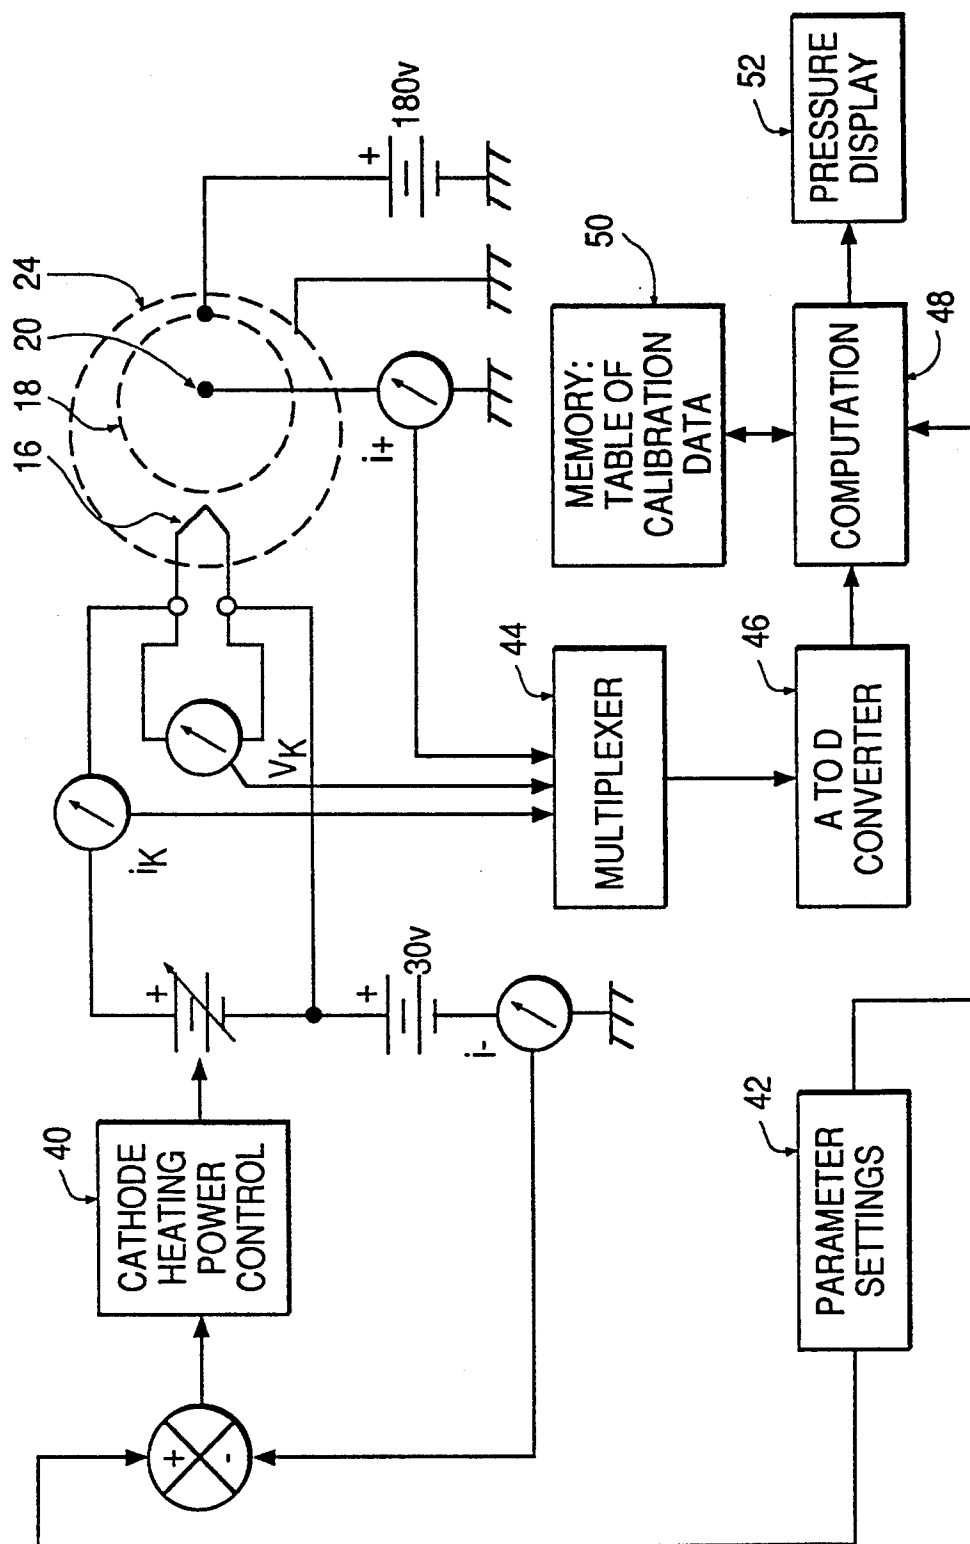 40
CATHODE
HEATING
POWER
CONTROL
+
-
+
iK
VK
+
30v
i-
16
18
20
24
i+
+
180v
42
PARAMETER
SETTINGS
44
MULTIPLEXER
46
A TO D
CONVERTER
50
MEMORY:
TABLE OF
CALIBRATION
DATA
COMPUTATION
48
52
PRESSURE
DISPLAY